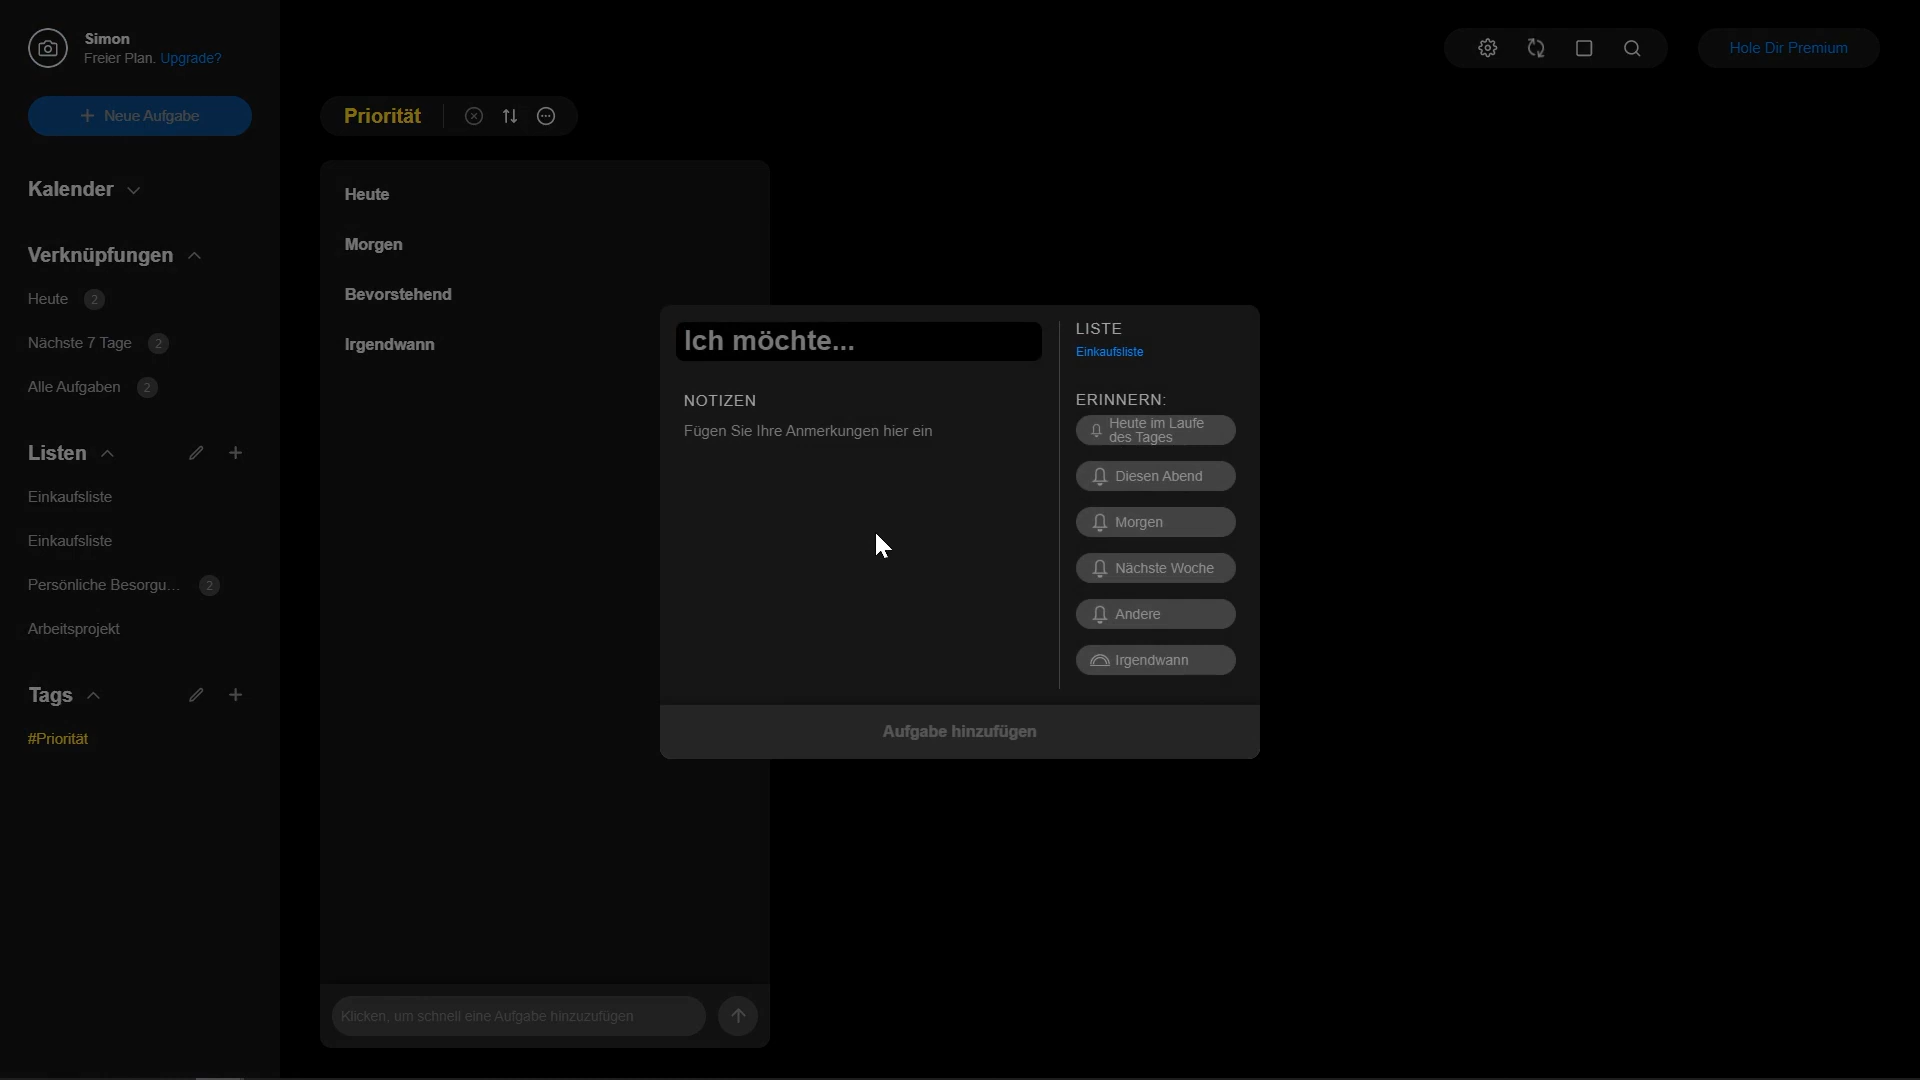 Simon
Freier Plan. Upgrade?
Hole Dir Premium
Neue Aufgabe
Priorität
Kalender
Verknüpfungen
Heute 2
Nächste 7 Tage 2
Alle Aufgaben 2
Listen
Einkaufsliste
Einkaufsliste
Persönliche Besorgu... 2
Arbeitsprojekt
Tags
#Priorität
Heute
Morgen
Bevorstehend
Irgendwann
Klicken, um schnell eine Aufgabe hinzuzufügen
Ich möchte...
NOTIZEN
Fügen Sie Ihre Anmerkungen hier ein
LISTE
Einkaufsliste
ERINNERN:
Heute im Laufe
des Tages
Diesen Abend
Morgen
Nächste Woche
Andere
Irgendwann
Aufgabe hinzufügen